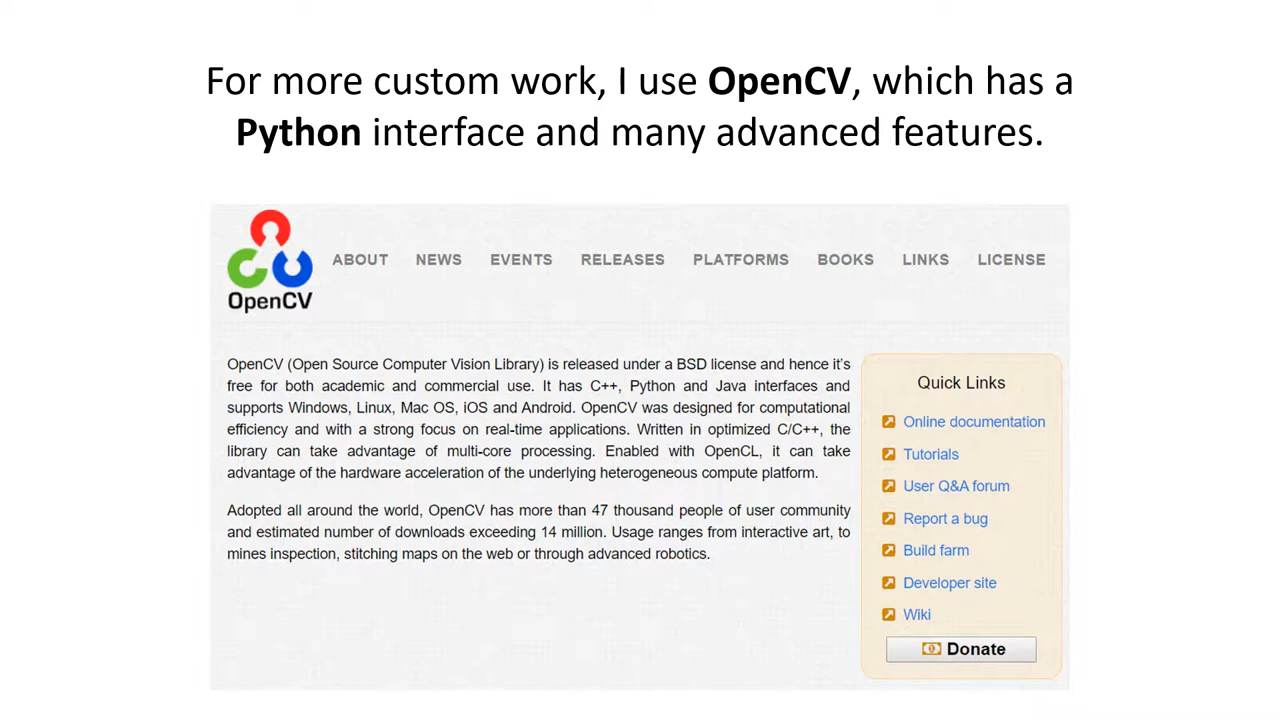 For more custom work, I use OpenCV, which has a
Python interface and many advanced features.
OpenCV
ABOUT NEWS EVENTS RELEASES PLATFORMS BOOKS LINKS LICENSE
OpenCV (Open Source Computer Vision Library) is released under a BSD license and hence it's
free for both academic and commercial use. It has C++, Python and Java interfaces and
supports Windows, Linux, Mac OS, iOS and Android. OpenCV was designed for computational
efficiency and with a strong focus on real-time applications. Written in optimized C/C++, the
library can take advantage of multi-core processing. Enabled with OpenCL, it can take
advantage of the hardware acceleration of the underlying heterogeneous compute platform.
Adopted all around the world, OpenCV has more than 47 thousand people of user community
and estimated number of downloads exceeding 14 million. Usage ranges from interactive art, to
mines inspection, stitching maps on the web or through advanced robotics.
Quick Links
Online documentation
Tutorials
User Q&A forum
Report a bug
Build farm
Developer site
Wiki
Donate